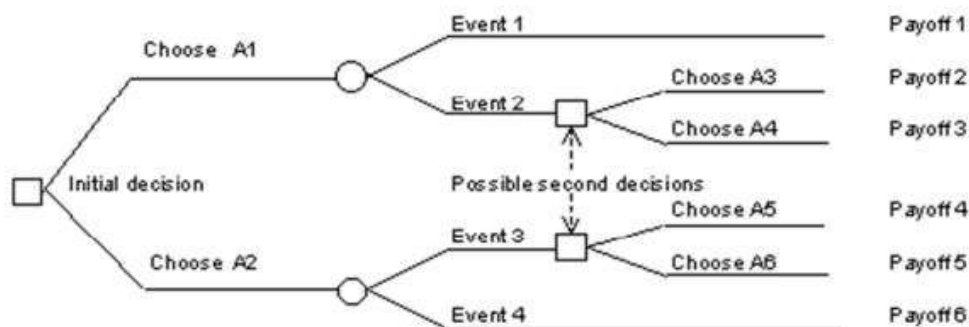 Event 1
Payoff 1
Choose A1
Choose A3
Payoff 2
Event 2
Choose A4
Payoff 3
Initial decision
Possible second decisions
Choose A5
Payoff 4
Event 3
Choose A2
Choose A6
Payoff 5
Event 4
Payoff 6